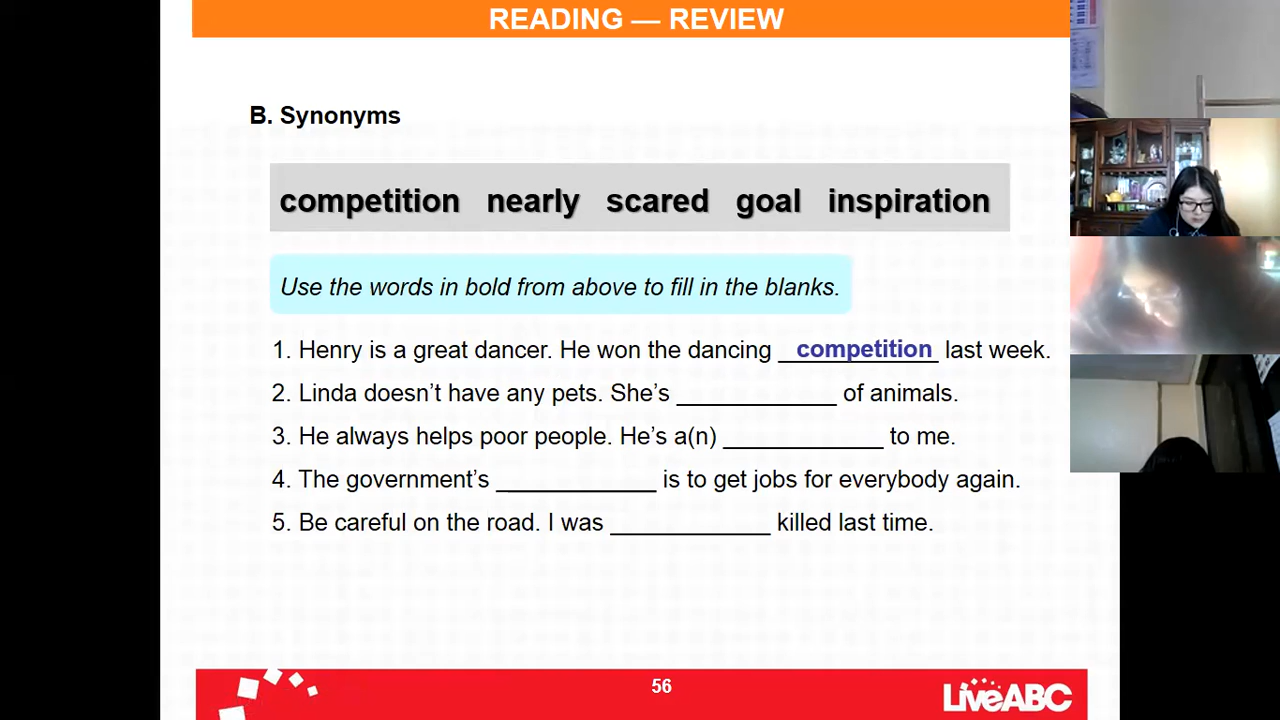 READING — REVIEW
B. Synonyms
competition nearly scared goal inspiration
Use the words in bold from above to fill in the blanks.
1. Henry is a great dancer. He won the dancing competition last week.
2. Linda doesn’t have any pets. She’s ____________ of animals.
3. He always helps poor people. He’s a(n) ____________ to me.
4. The government’s ____________ is to get jobs for everybody again.
5. Be careful on the road. I was ____________ killed last time.
56
LiveABC